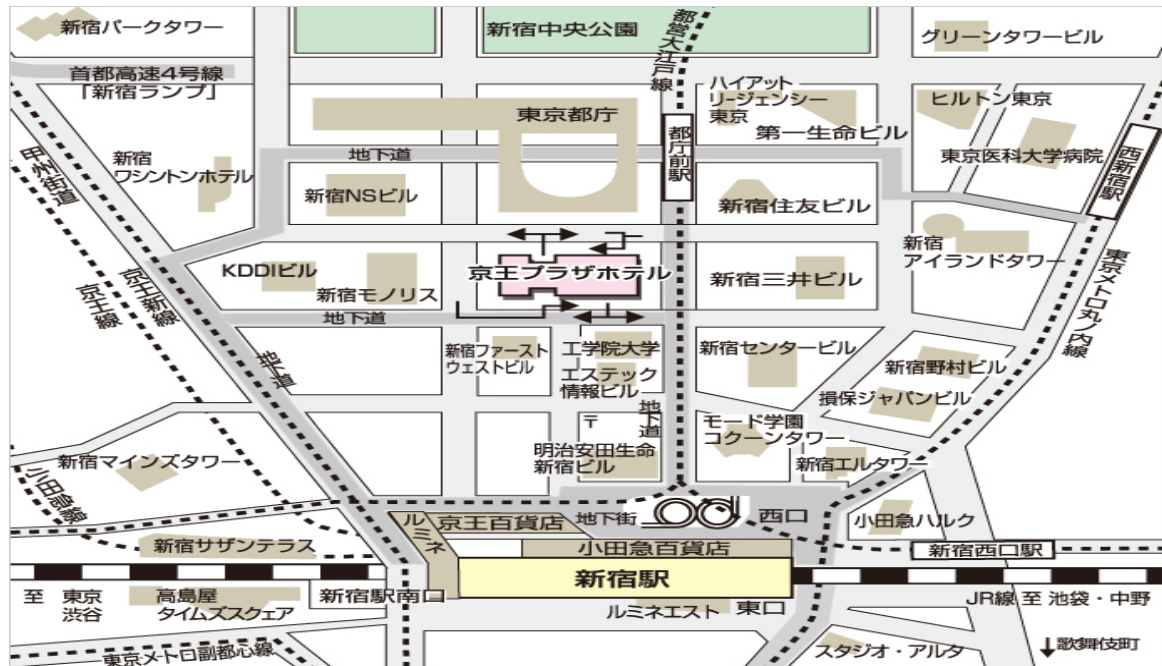 新宿パークタワー
新宿中央公園
都営大江戸線
グリーンタワービル
首都高速4号線
「新宿ランプ」
東京都庁
ハイアット
リージェンシー
東京
第一生命ビル
ヒルトン東京
東京医科大学病院
西新宿駅
都庁前駅
地下道
新宿
ワシントンホテル
甲州街道
新宿NSビル
新宿住友ビル
新宿
アイランドタワー
KDDIビル
新宿モノリス
京王プラザホテル
新宿三井ビル
東京メトロ丸ノ内線
京王新線
京王線
地下道
地下道
新宿ファースト
ウェストビル
工学院大学
エステック
情報ビル
新宿センタービル
新宿野村ビル
損保ジャパンビル
地下道
〒
モード学園
コクーンタワー
明治安田生命
新宿ビル
新宿エルタワー
新宿マインズタワー
小田急線
ルミネ
京王百貨店
地下街
西口
小田急ハルク
新宿サザンテラス
小田急百貨店
新宿西口駅
新宿駅
至 東京
渋谷
高島屋
タイムズスクェア
新宿駅南口
ルミネエスト
東口
JR線 至 池袋・中野
東京メトロ副都心線
スタジオ・アルタ
↓歌舞伎町